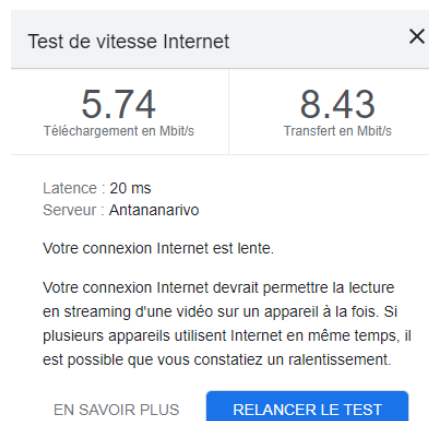 Test de vitesse Internet
5.74
Téléchargement en Mbit/s
8.43
Transfert en Mbit/s
Latence : 20 ms
Serveur : Antananarivo
Votre connexion Internet est lente.
Votre connexion Internet devrait permettre la lecture
en streaming d'une vidéo sur un appareil à la fois. Si
plusieurs appareils utilisent Internet en même temps, il
est possible que vous constatiez un ralentissement.
EN SAVOIR PLUS
RELANCER LE TEST